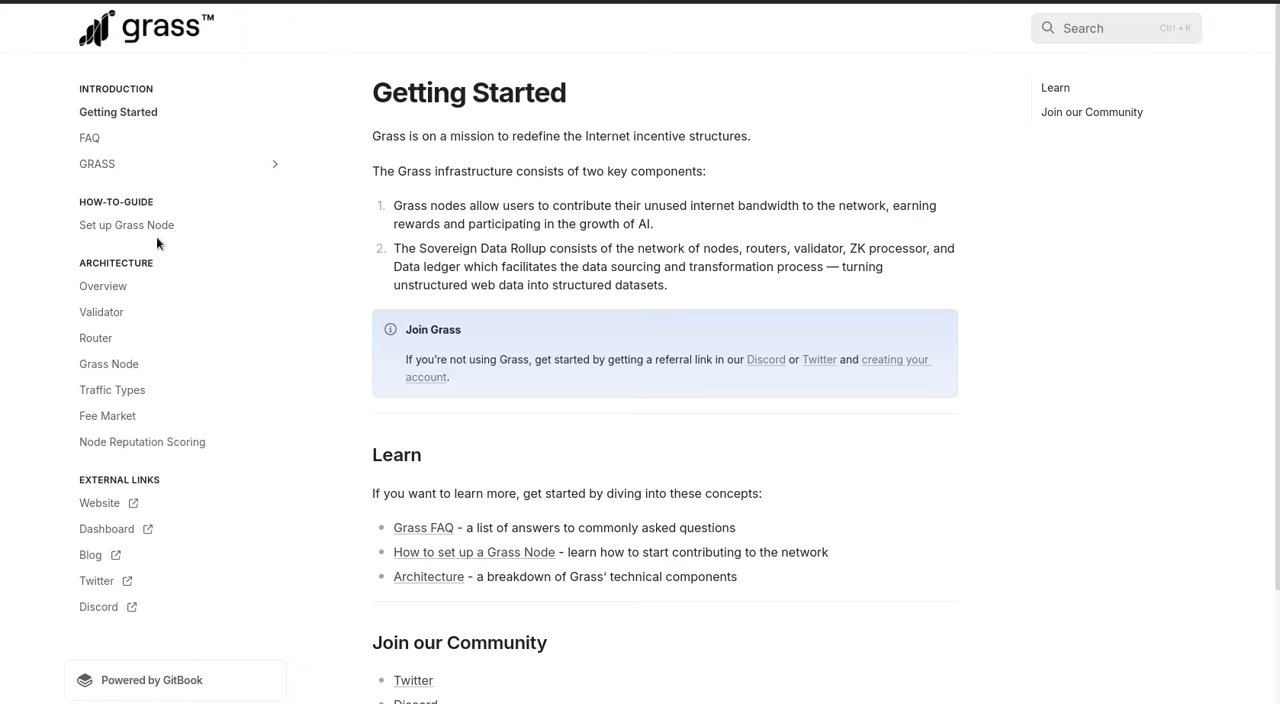 grass™
Search
Ctrl + K
INTRODUCTION
Getting Started
FAQ
GRASS
HOW-TO-GUIDE
Set up Grass Node
ARCHITECTURE
Overview
Validator
Router
Grass Node
Traffic Types
Fee Market
Node Reputation Scoring
EXTERNAL LINKS
Website
Dashboard
Blog
Twitter
Discord
Powered by GitBook
Getting Started
Grass is on a mission to redefine the Internet incentive structures.
The Grass infrastructure consists of two key components:
1. Grass nodes allow users to contribute their unused internet bandwidth to the network, earning
rewards and participating in the growth of AI.
2. The Sovereign Data Rollup consists of the network of nodes, routers, validator, ZK processor, and
Data ledger which facilitates the data sourcing and transformation process — turning
unstructured web data into structured datasets.
Join Grass
If you’re not using Grass, get started by getting a referral link in our Discord or Twitter and creating your
account.
Learn
If you want to learn more, get started by diving into these concepts:
• Grass FAQ - a list of answers to commonly asked questions
• How to set up a Grass Node - learn how to start contributing to the network
• Architecture - a breakdown of Grass’ technical components
Join our Community
• Twitter
• Discord
Learn
Join our Community